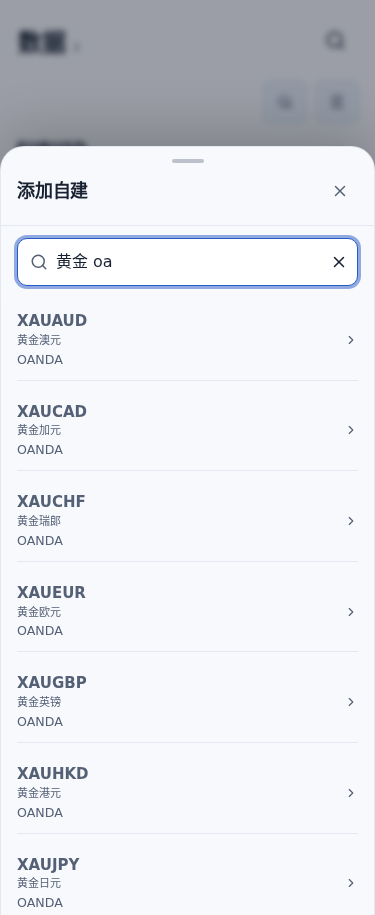 数据
添加自建
黄金 oa
XAUAUD
黄金澳元
OANDA
XAUCAD
黄金加元
OANDA
XAUCHF
黄金瑞郎
OANDA
XAUEUR
黄金欧元
OANDA
XAUGBP
黄金英镑
OANDA
XAUHKD
黄金港元
OANDA
XAUJPY
黄金日元
OANDA